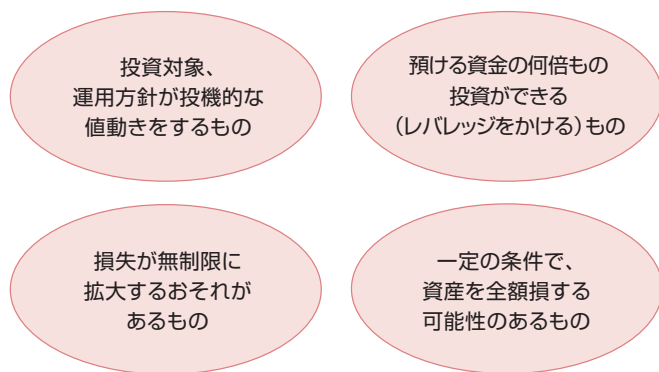 投資対象、
運用方針が投機的な
値動きをするもの
預ける資金の何倍もの
投資ができる
(レバレッジをかける)もの
損失が無制限に
拡大するおそれが
あるもの
一定の条件で、
資産を全額損する
可能性のあるもの